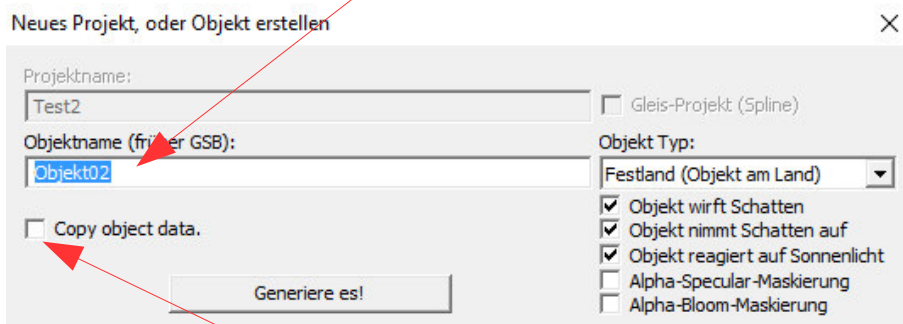 Neues Projekt, oder Objekt erstellen
Projektname:
Test2
Gleis-Projekt (Spline)
Objektname (früher GSB):
Objekt02
Objekt Typ:
Festland (Objekt am Land)
Copy object data.
Objekt wirft Schatten
Objekt nimmt Schatten auf
Objekt reagiert auf Sonnenlicht
Alpha-Specular-Maskierung
Alpha-Bloom-Maskierung
Generiere es!